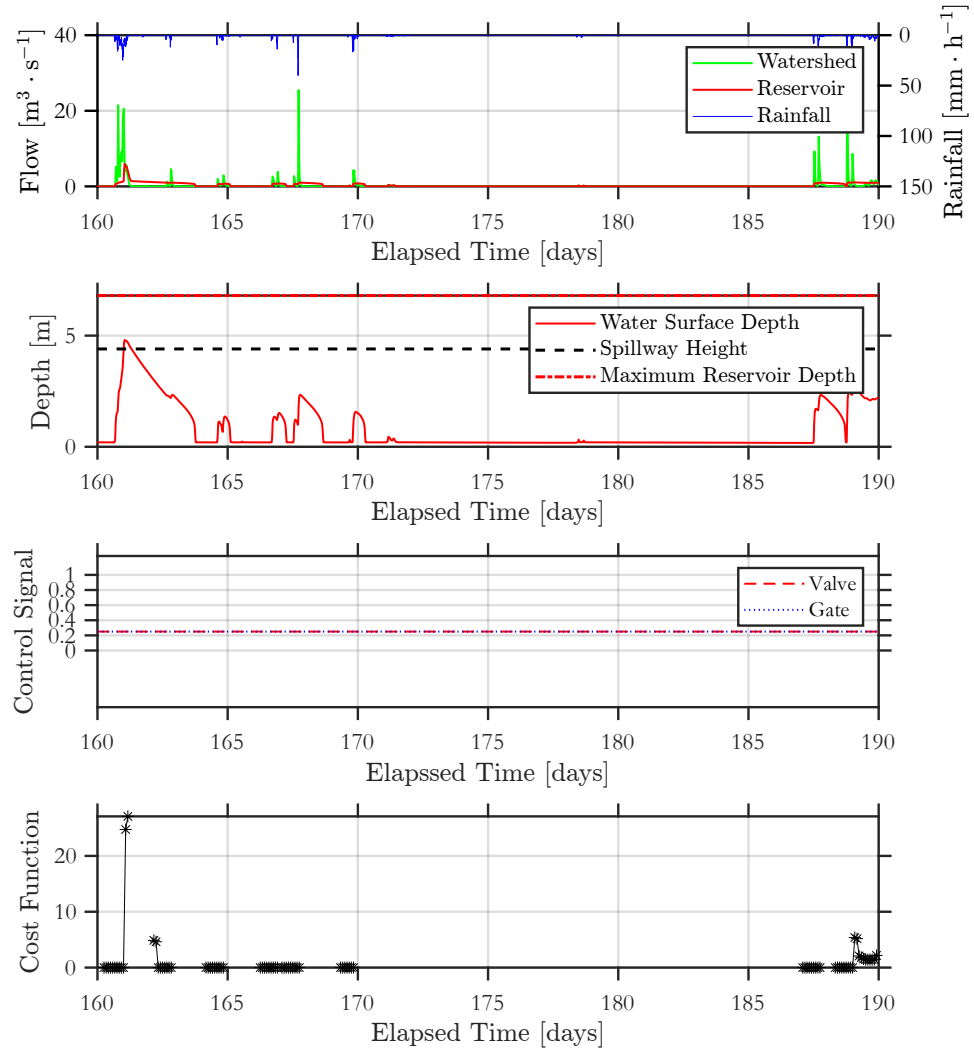 Flow [m³ · s⁻¹]
40
20
0
Watershed
Reservoir
Rainfall
0
50
100
150
Rainfall [mm · h⁻¹]
160 165 170 175 180 185 190
Elapsed Time [days]
Depth [m]
5
0
Water Surface Depth
Spillway Height
Maximum Reservoir Depth
160 165 170 175 180 185 190
Elapsed Time [days]
Control Signal
1
0.8
0.6
0.4
0.2
0
Valve
Gate
160 165 170 175 180 185 190
Elapssed Time [days]
Cost Function
20
10
0
160 165 170 175 180 185 190
Elapsed Time [days]